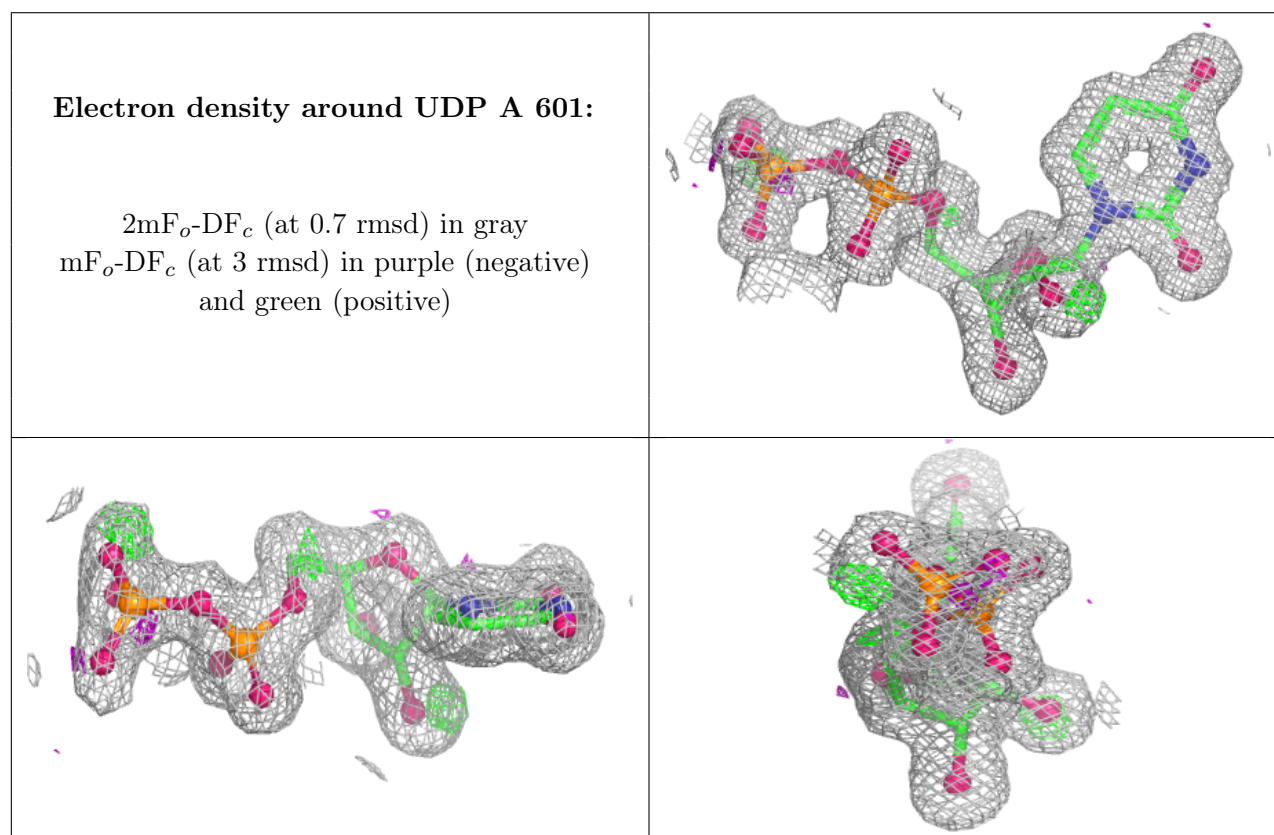 Electron density around UDP A 601:
2mFₒ-DF𝒸 (at 0.7 rmsd) in gray
mFₒ-DF𝒸 (at 3 rmsd) in purple (negative)
and green (positive)